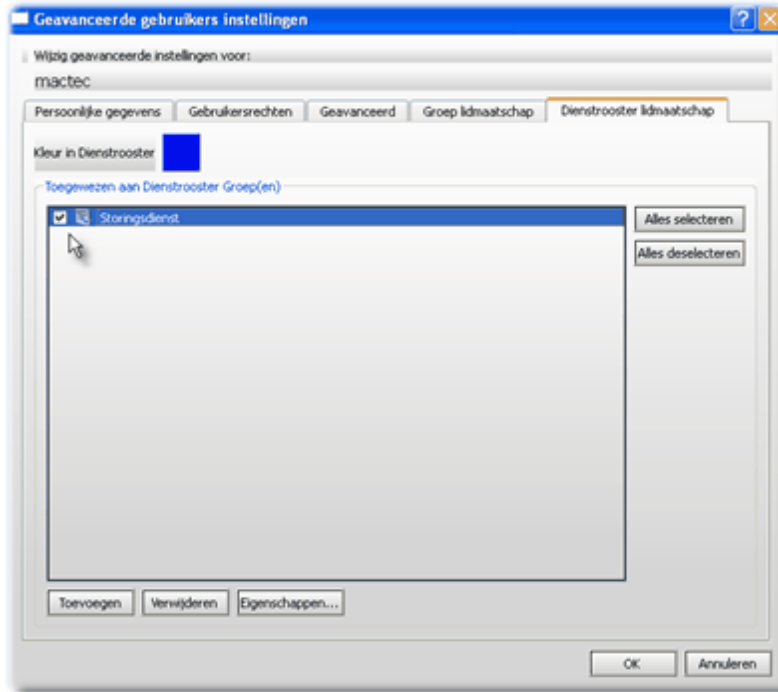 Geavanceerde gebruikers instellingen
Wijzig geavanceerde instellingen voor:
mactec
Persoonlijke gegevens Gebruikersrechten Geavanceerd Groep lidmaatschap Dienstrooster lidmaatschap
Kleur in Dienstrooster
Toegewezen aan Dienstrooster Groep(en)
Storingsdienst
Alles selecteren
Alles deselecteren
Toevoegen Verwijderen Eigenschappen...
OK Annuleren